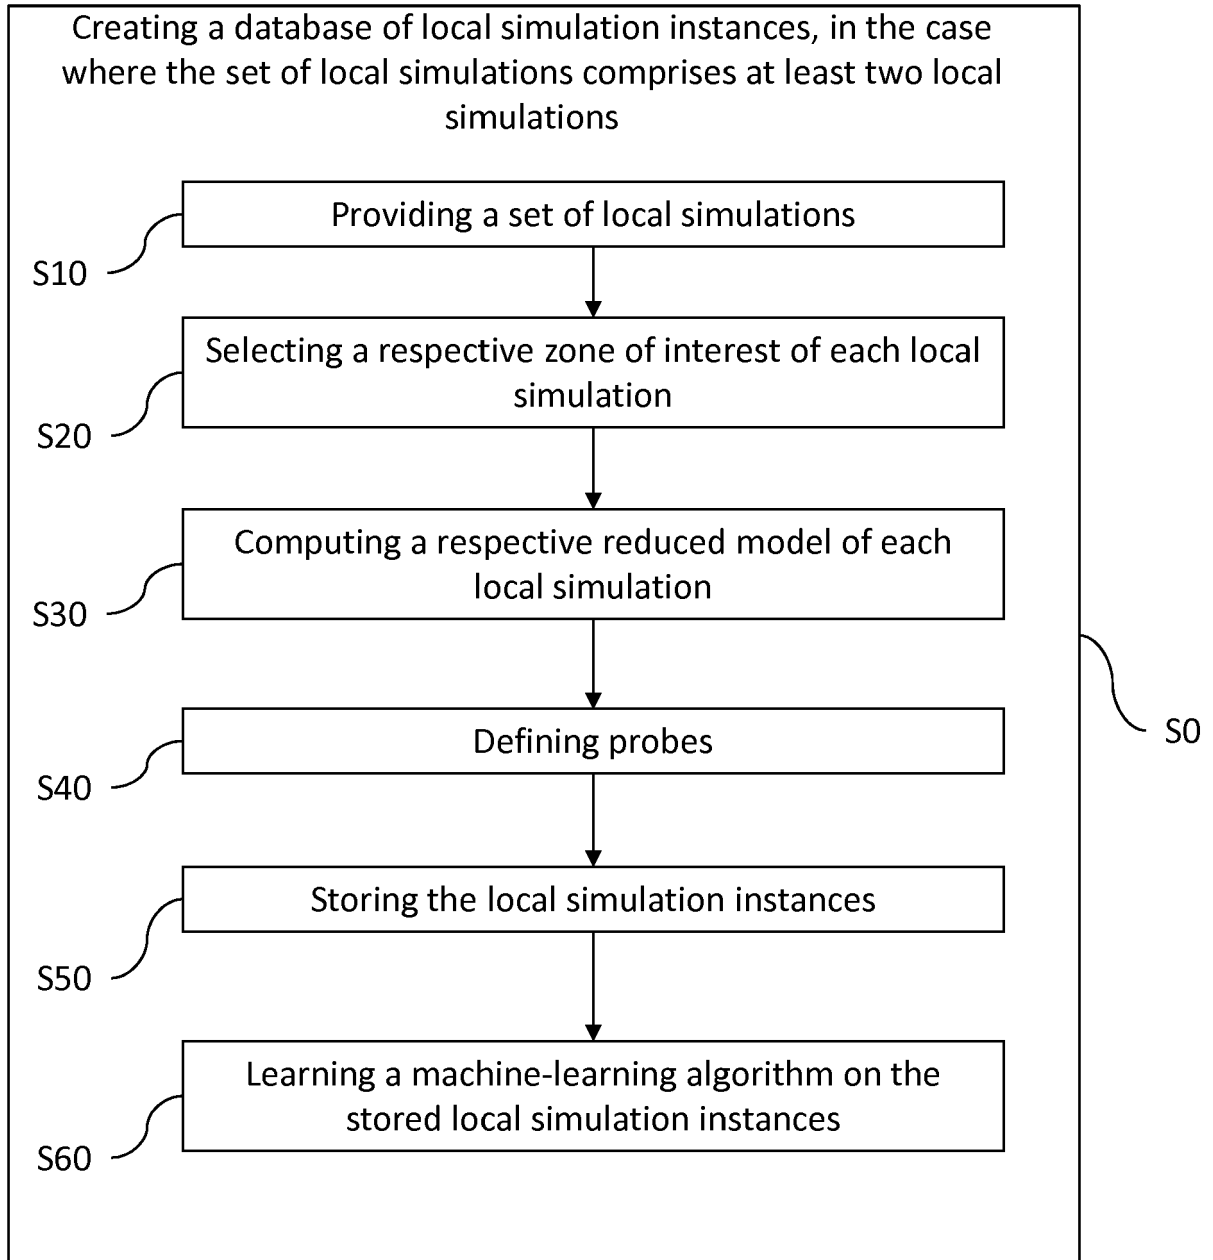 Creating a database of local simulation instances, in the case
where the set of local simulations comprises at least two local
simulations
Providing a set of local simulations
S10
Selecting a respective zone of interest of each local
simulation
S20
Computing a respective reduced model of each
local simulation
S30
Defining probes
S0
S40
Storing the local simulation instances
S50
Learning a machine-learning algorithm on the
stored local simulation instances
S60